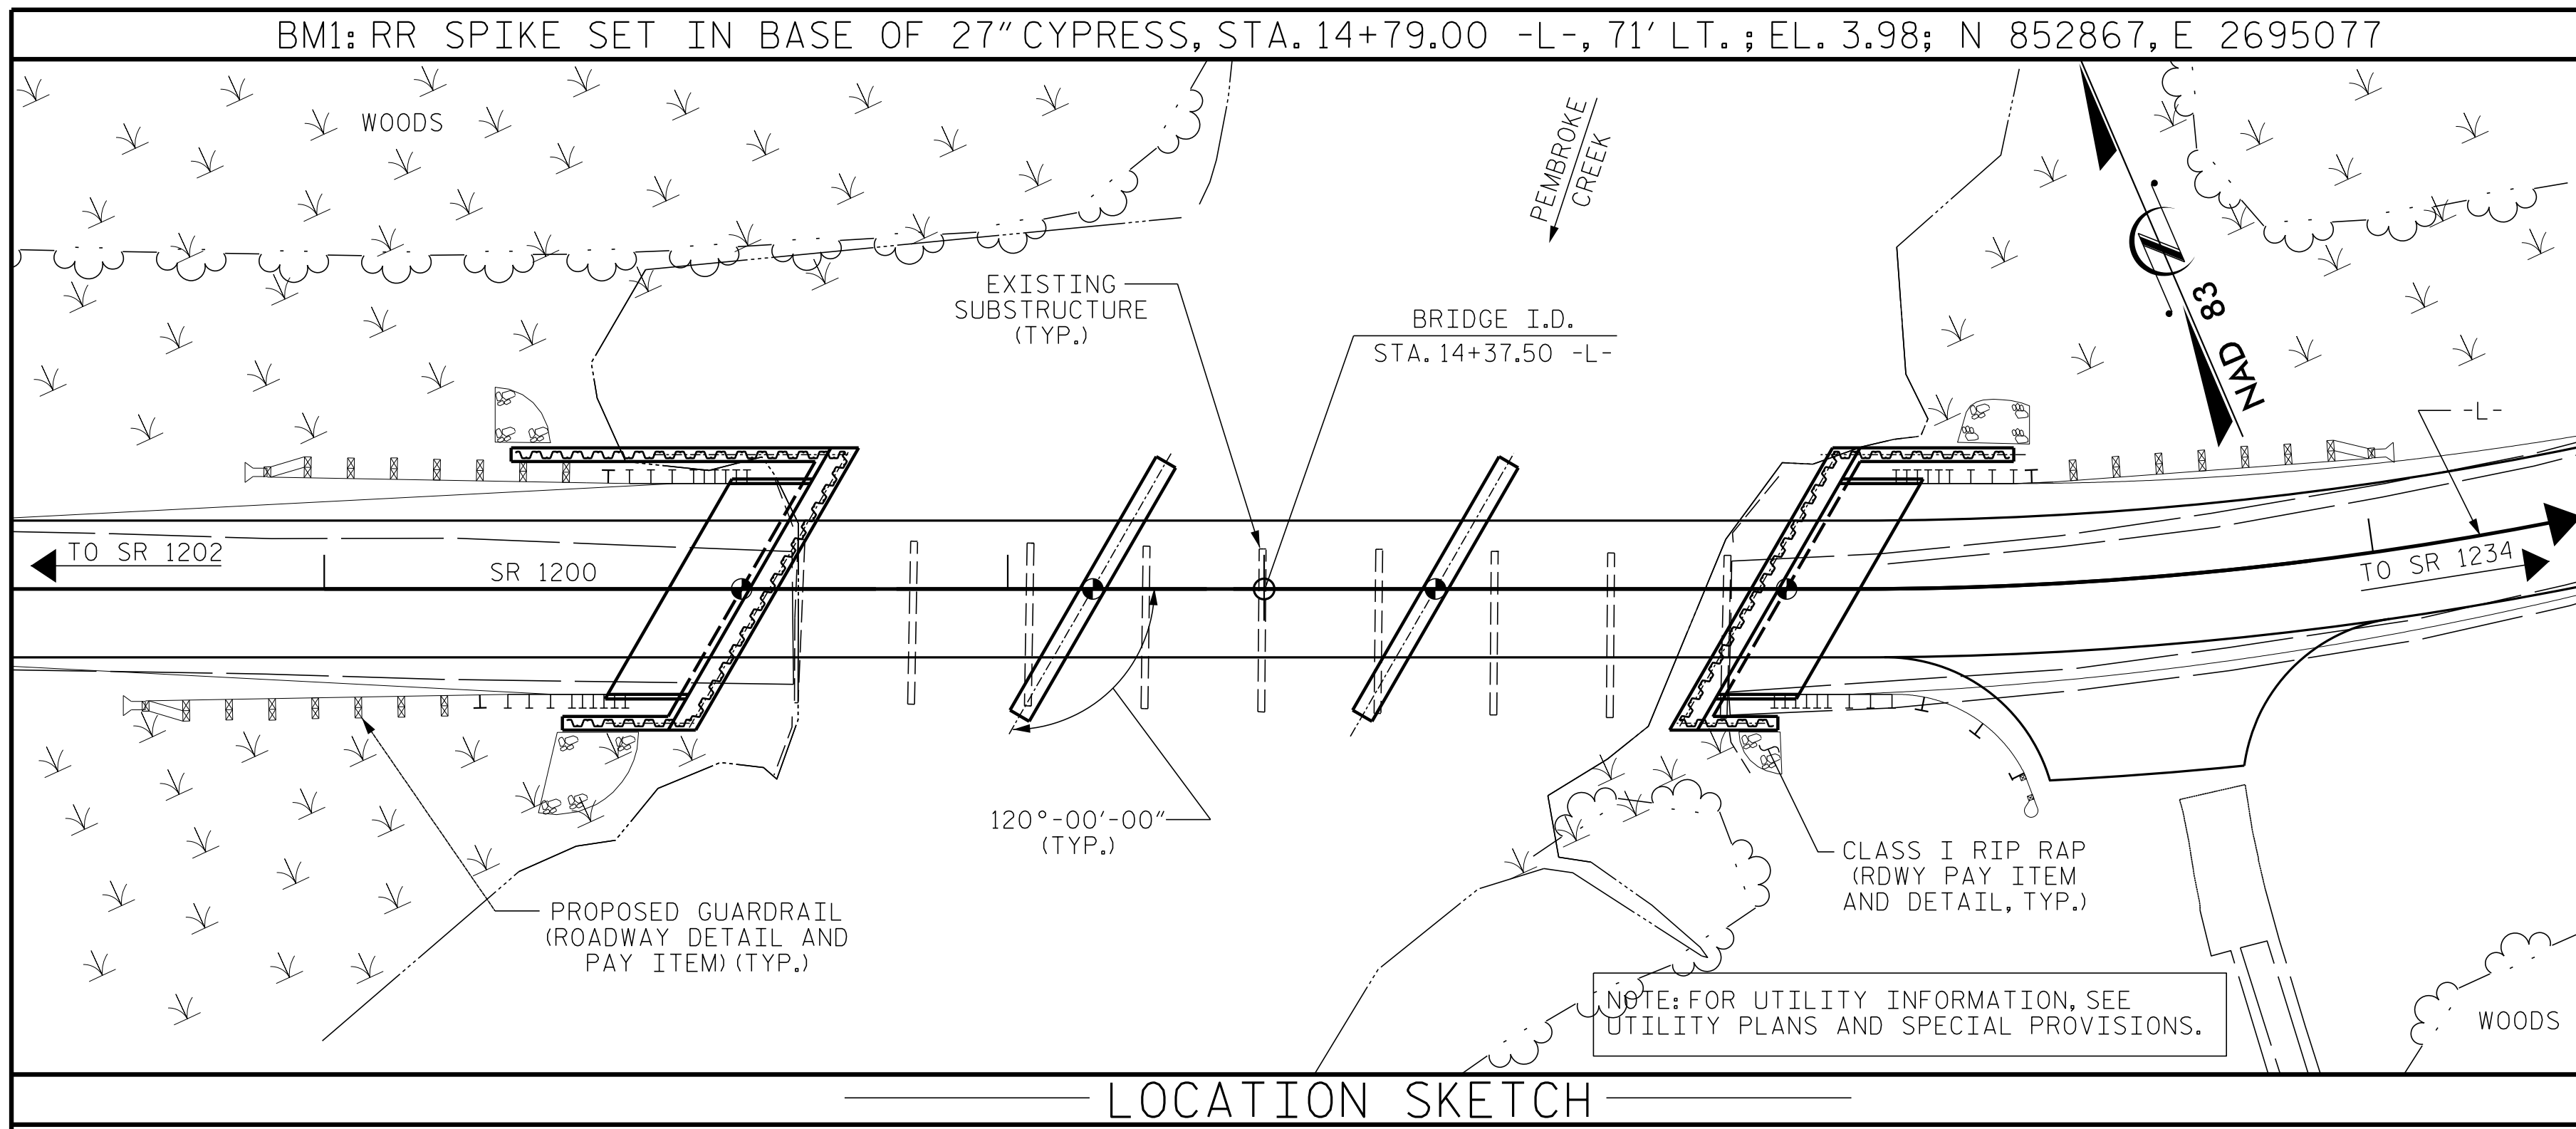 BM1: RR SPIKE SET IN BASE OF 27" CYPRESS, STA. 14+79.00 -L-, 71' LT. ; EL. 3.98; N 852867, E 2695077
WOODS
PEMBROKE
CREEK
NAD 83
EXISTING
SUBSTRUCTURE
(TYP.)
BRIDGE I.D.
STA. 14+37.50 -L-
-L-
TO SR 1202
SR 1200
TO SR 1234
120°-00'-00"
(TYP.)
CLASS I RIP RAP
(RDWY PAY ITEM
AND DETAIL, TYP.)
PROPOSED GUARDRAIL
(ROADWAY DETAIL AND
PAY ITEM) (TYP.)
NOTE: FOR UTILITY INFORMATION, SEE
UTILITY PLANS AND SPECIAL PROVISIONS.
WOODS
LOCATION SKETCH